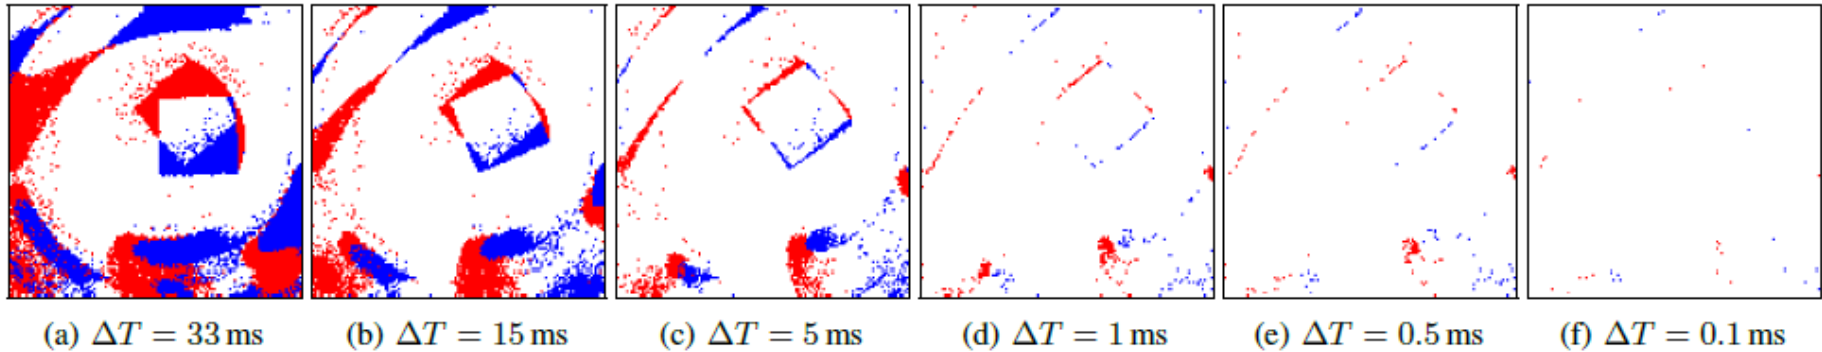 (a) ΔT = 33 ms (b) ΔT = 15 ms (c) ΔT = 5 ms (d) ΔT = 1 ms (e) ΔT = 0.5 ms (f) ΔT = 0.1 ms